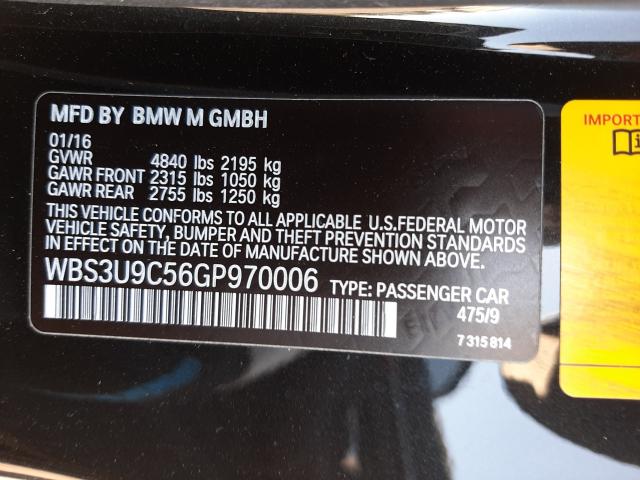 MFD BY BMW M GMBH
01/16
GVWR 4840 lbs 2195 kg
GAWR FRONT 2315 lbs 1050 kg
GAWR REAR 2755 lbs 1250 kg
THIS VEHICLE CONFORMS TO ALL APPLICABLE U.S.FEDERAL MOTOR
VEHICLE SAFETY, BUMPER AND THEFT PREVENTION STANDARDS
IN EFFECT ON THE DATE OF MANUFACTURE SHOWN ABOVE.
WBS3U9C56GP970006 TYPE: PASSENGER CAR
475/9
7 315 814
IMPORT